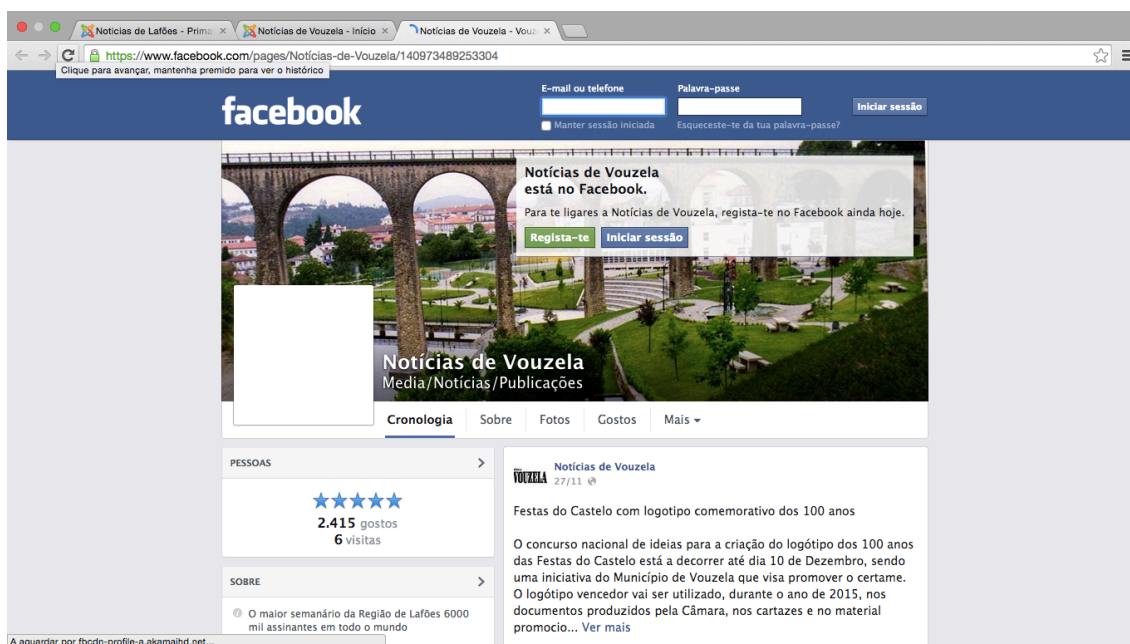 Noticias de Lafões - Prima
Notícias de Vouzela - Início
Notícias de Vouzela - Vouz
https://www.facebook.com/pages/Notícias-de-Vouzela/140973489253304
Clique para avançar, mantenha premido para ver o histórico
facebook
E-mail ou telefone
Palavra-passe
Iniciar sessão
Manter sessão iniciada
Esqueceste-te da tua palavra-passe?
Notícias de Vouzela
está no Facebook.
Para te ligares a Notícias de Vouzela, regista-te no Facebook ainda hoje.
Regista-te
Iniciar sessão
Notícias de Vouzela
Media/Notícias/Publicações
Cronologia Sobre Fotos Gostos Mais
PESSOAS
2.415 gostos
6 visitas
SOBRE
O maior semanário da Região de Lafões 6000
mil assinantes em todo o mundo
VOUZELA
Notícias de Vouzela
27/11
Festas do Castelo com logotipo comemorativo dos 100 anos
O concurso nacional de ideias para a criação do logótipo dos 100 anos
das Festas do Castelo está a decorrer até dia 10 de Dezembro, sendo
uma iniciativa do Município de Vouzela que visa promover o certame.
O logótipo vencedor vai ser utilizado, durante o ano de 2015, nos
documentos produzidos pela Câmara, nos cartazes e no material
promocio... Ver mais
A aguardar por fbcdn-profile-a.akamaihd.net...